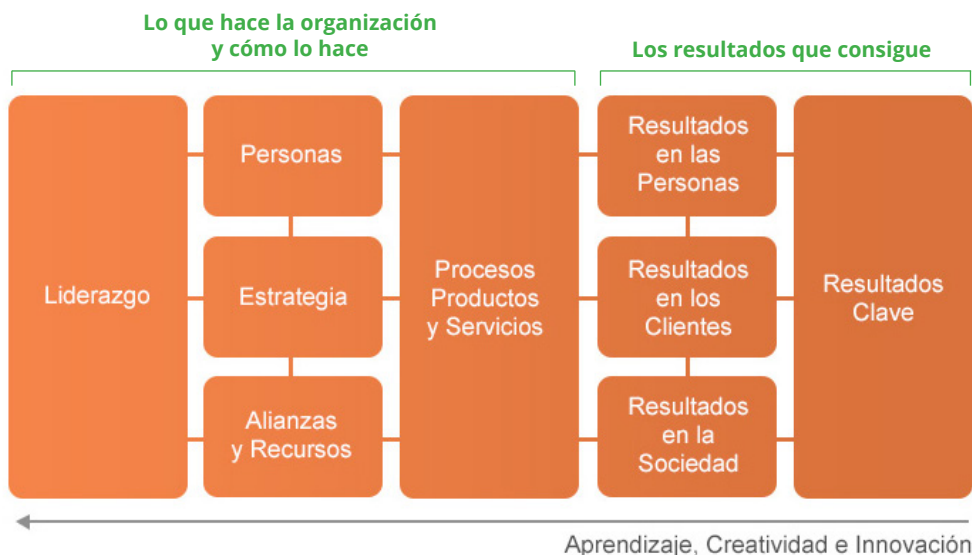 Lo que hace la organización
y cómo lo hace
Los resultados que consigue
Liderazgo
Personas
Estrategia
Alianzas
y Recursos
Procesos
Productos
y Servicios
Resultados
en las
Personas
Resultados
en los
Clientes
Resultados
en la
Sociedad
Resultados
Clave
Aprendizaje, Creatividad e Innovación